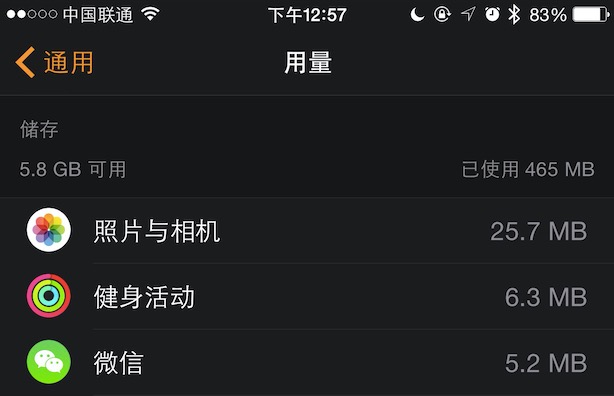 中国联通 下午12:57 83%
通用 用量
储存
5.8 GB 可用 已使用 465 MB
照片与相机 25.7 MB
健身活动 6.3 MB
微信 5.2 MB